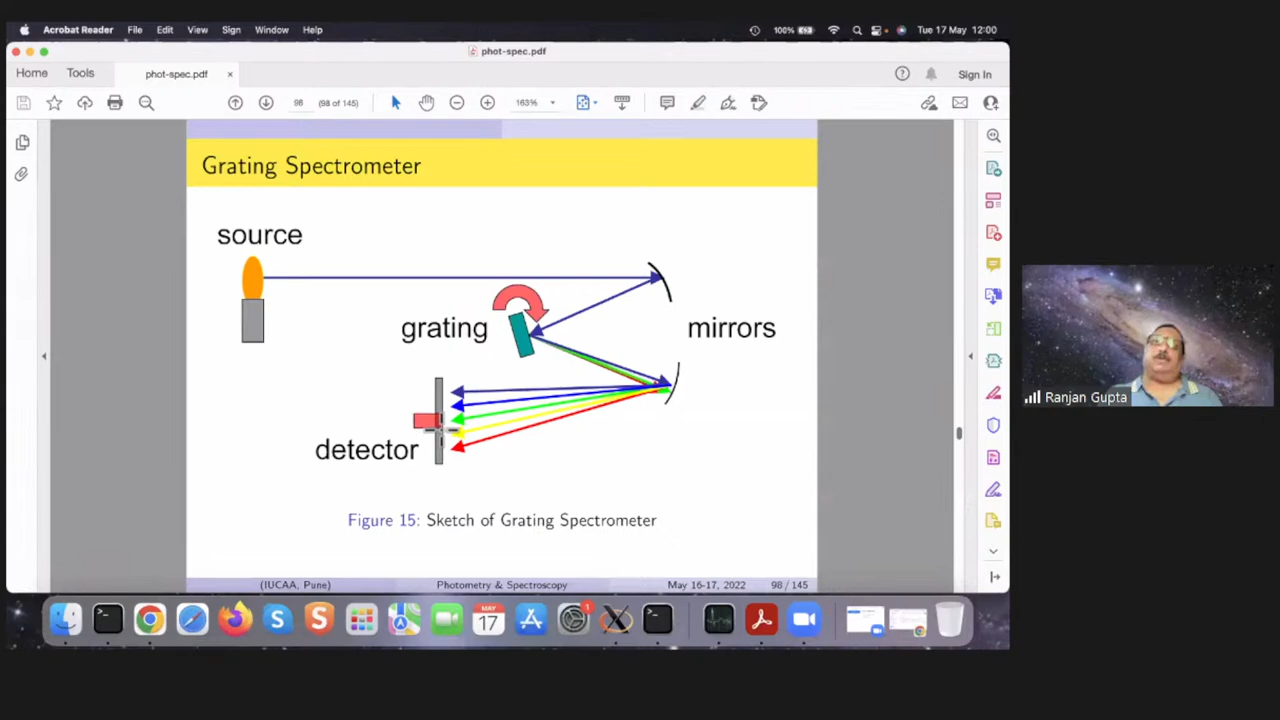 Acrobat Reader File Edit View Sign Window Help 100% Tue 17 May 12:00
phot-spec.pdf
Home Tools phot-spec.pdf × Sign In
98 (98 of 145) 163%
Grating Spectrometer
source
grating mirrors
detector
Ranjan Gupta
Figure 15: Sketch of Grating Spectrometer
(IUCAA, Pune) Photometry & Spectroscopy May 16-17, 2022 98 / 145
MAY
17
1